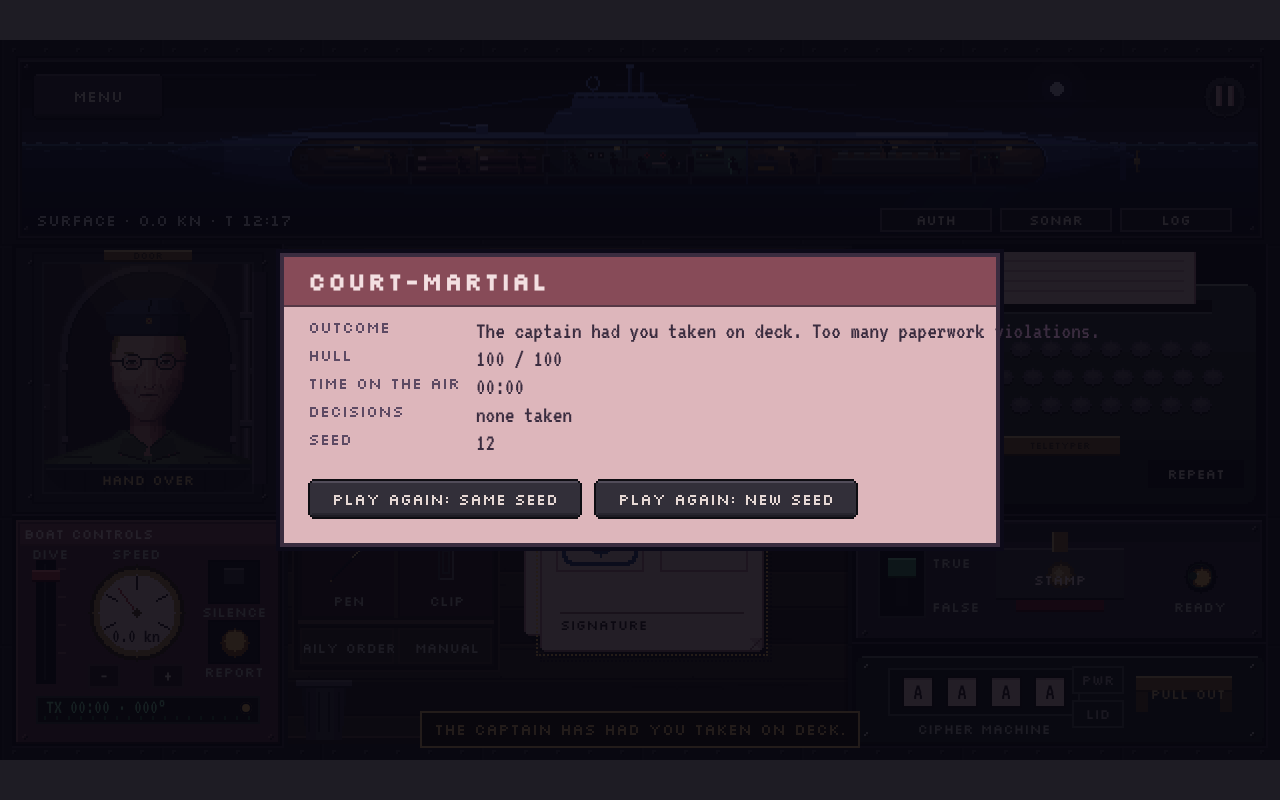 MENU
SURFACE · 0.0 KN · T 12:17
AUTH
SONAR
LOG
COURT-MARTIAL
OUTCOME
The captain had you taken on deck. Too many paperwork violations.
HULL
100 / 100
TIME ON THE AIR
00:00
DECISIONS
none taken
SEED
12
PLAY AGAIN: SAME SEED
PLAY AGAIN: NEW SEED
HAND OVER
TELETYPER
REPEAT
BOAT CONTROLS
DIVE
SPEED
0.0 kn
SILENCE
REPORT
-
+
TX 00:00 · 000°
PEN
CLIP
AILY ORDER
MANUAL
SIGNATURE
TRUE
FALSE
STAMP
READY
A A A A
PWR
LID
PULL OUT
CIPHER MACHINE
THE CAPTAIN HAS HAD YOU TAKEN ON DECK.